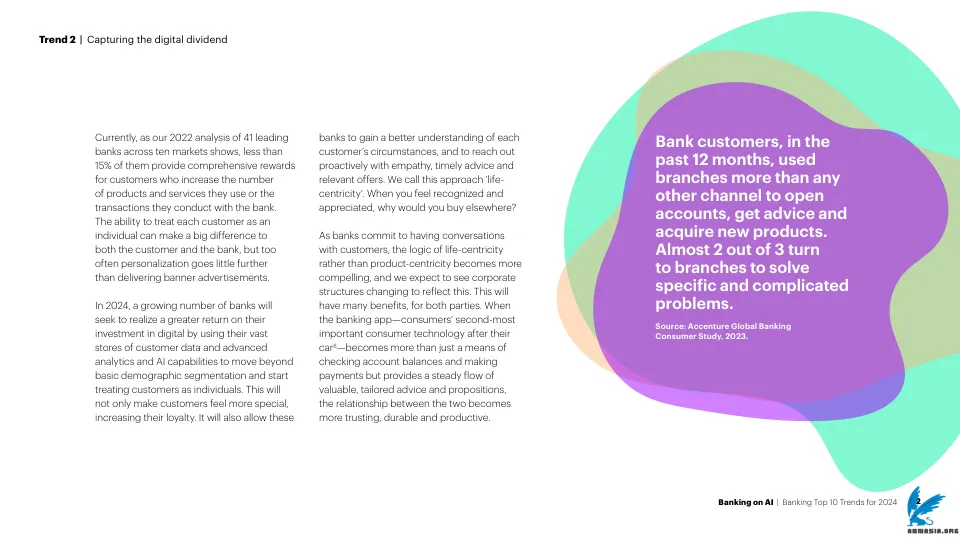 Trend 2 | Capturing the digital dividend
Currently, as our 2022 analysis of 41 leading
banks across ten markets shows, less than
15% of them provide comprehensive rewards
for customers who increase the number
of products and services they use or the
transactions they conduct with the bank.
The ability to treat each customer as an
individual can make a big difference to
both the customer and the bank, but too
often personalization goes little further
than delivering banner advertisements.
In 2024, a growing number of banks will
seek to realize a greater return on their
investment in digital by using their vast
stores of customer data and advanced
analytics and AI capabilities to move beyond
basic demographic segmentation and start
treating customers as individuals. This will
not only make customers feel more special,
increasing their loyalty. It will also allow these
banks to gain a better understanding of each
customer's circumstances, and to reach out
proactively with empathy, timely advice and
relevant offers. We call this approach 'life-
centricity'. When you feel recognized and
appreciated, why would you buy elsewhere?
As banks commit to having conversations
with customers, the logic of life-centricity
rather than product-centricity becomes more
compelling, and we expect to see corporate
structures changing to reflect this. This will
have many benefits, for both parties. When
the banking app—consumers' second-most
important consumer technology after their
car⁸—becomes more than just a means of
checking account balances and making
payments but provides a steady flow of
valuable, tailored advice and propositions,
the relationship between the two becomes
more trusting, durable and productive.
Bank customers, in the
past 12 months, used
branches more than any
other channel to open
accounts, get advice and
acquire new products.
Almost 2 out of 3 turn
to branches to solve
specific and complicated
problems.
Source: Accenture Global Banking
Consumer Study, 2023.
Banking on AI | Banking Top 10 Trends for 2024
ABNASIA.ORG